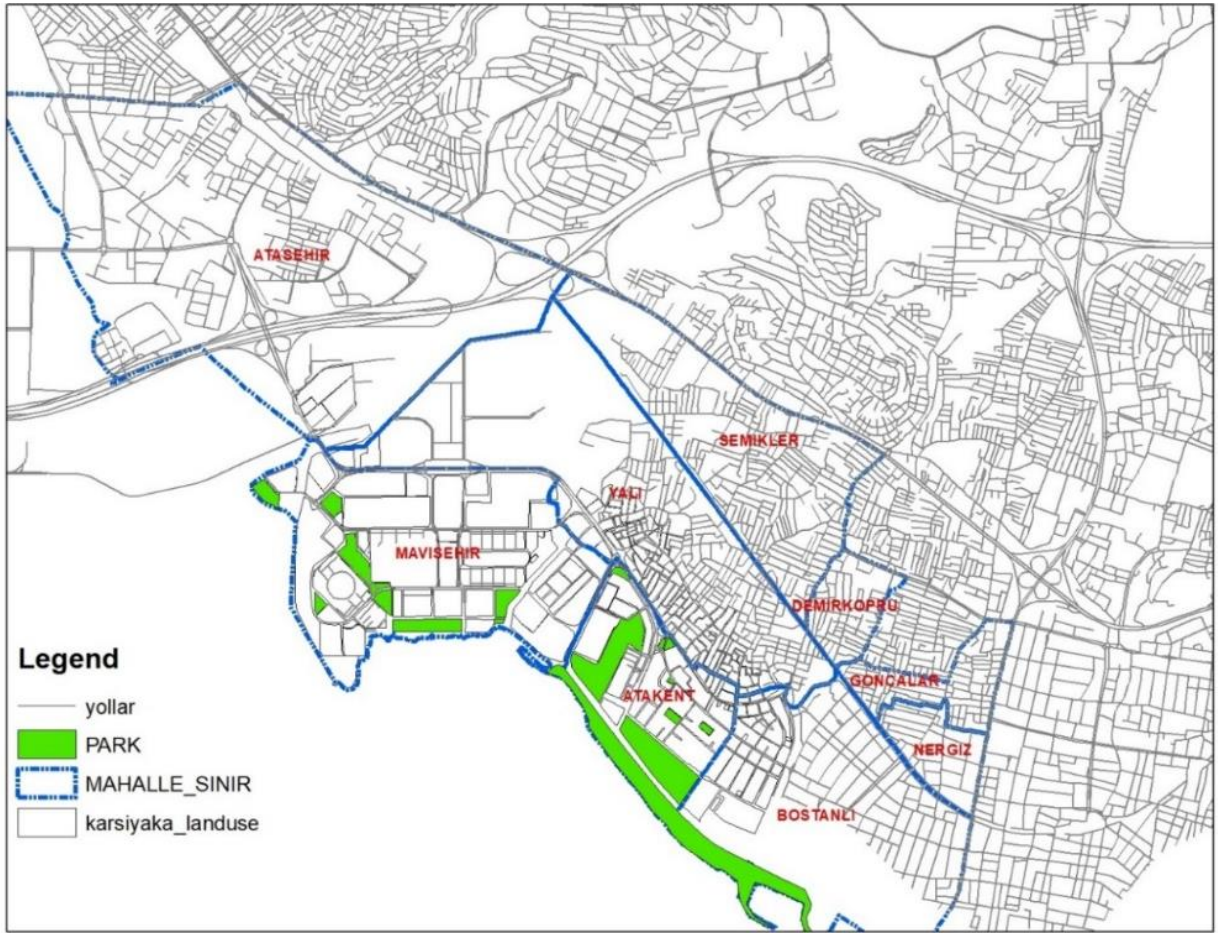 ATASEHIR
SEMIKLER
YALI
MAVISEHIR
DEMIRKOPRU
GONCALAR
ATAKENT
NERGIZ
BOSTANLI
Legend
yollar
PARK
MAHALLE_SINIR
karsiyaka_landuse